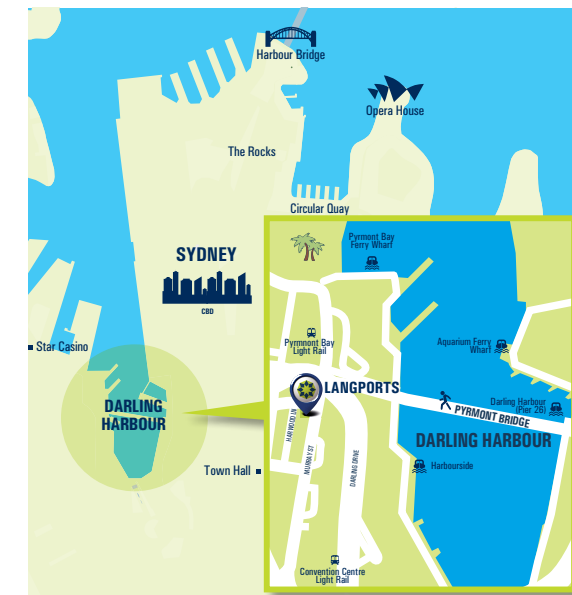 Harbour Bridge
Opera House
The Rocks
Circular Quay
SYDNEY
CBD
Star Casino
DARLING
HARBOUR
Town Hall
Pyrmont Bay
Ferry Wharf
Pyrmont Bay
Light Rail
Aquarium Ferry
Wharf
LANGPORTS
Darling Harbour
(Pier 26)
PYRMONT BRIDGE
DARLING HARBOUR
HARWOOD LN
MURRAY ST
DARLING DRIVE
Harbourside
Convention Centre
Light Rail